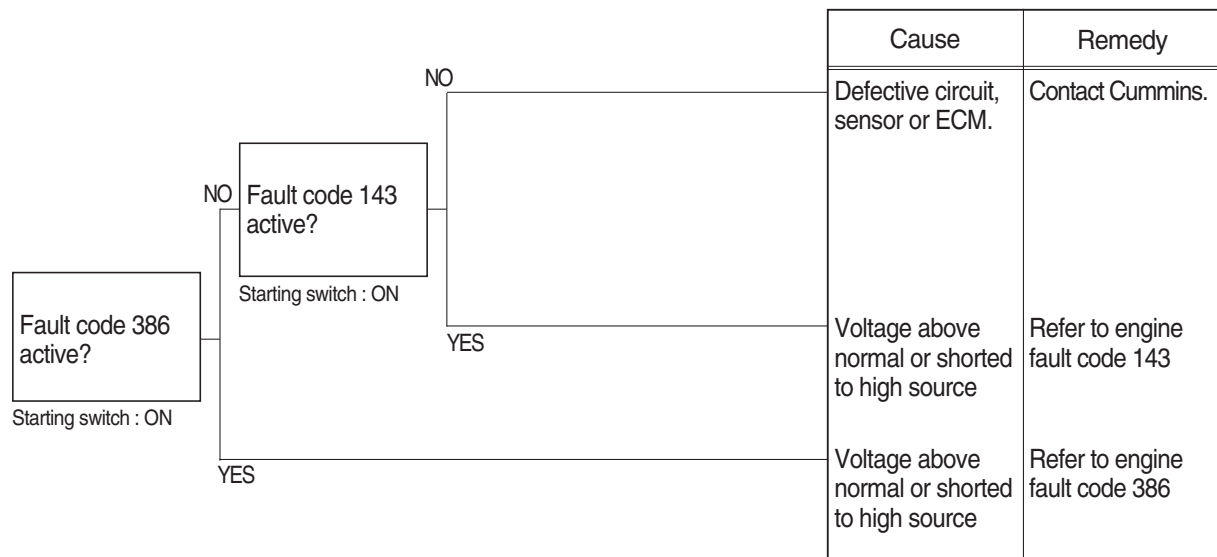 Cause
Remedy
NO
Defective circuit,
sensor or ECM.
Contact Cummins.
NO
Fault code 143
active?
Starting switch : ON
YES
Voltage above
normal or shorted
to high source
Refer to engine
fault code 143
Fault code 386
active?
Starting switch : ON
YES
Voltage above
normal or shorted
to high source
Refer to engine
fault code 386